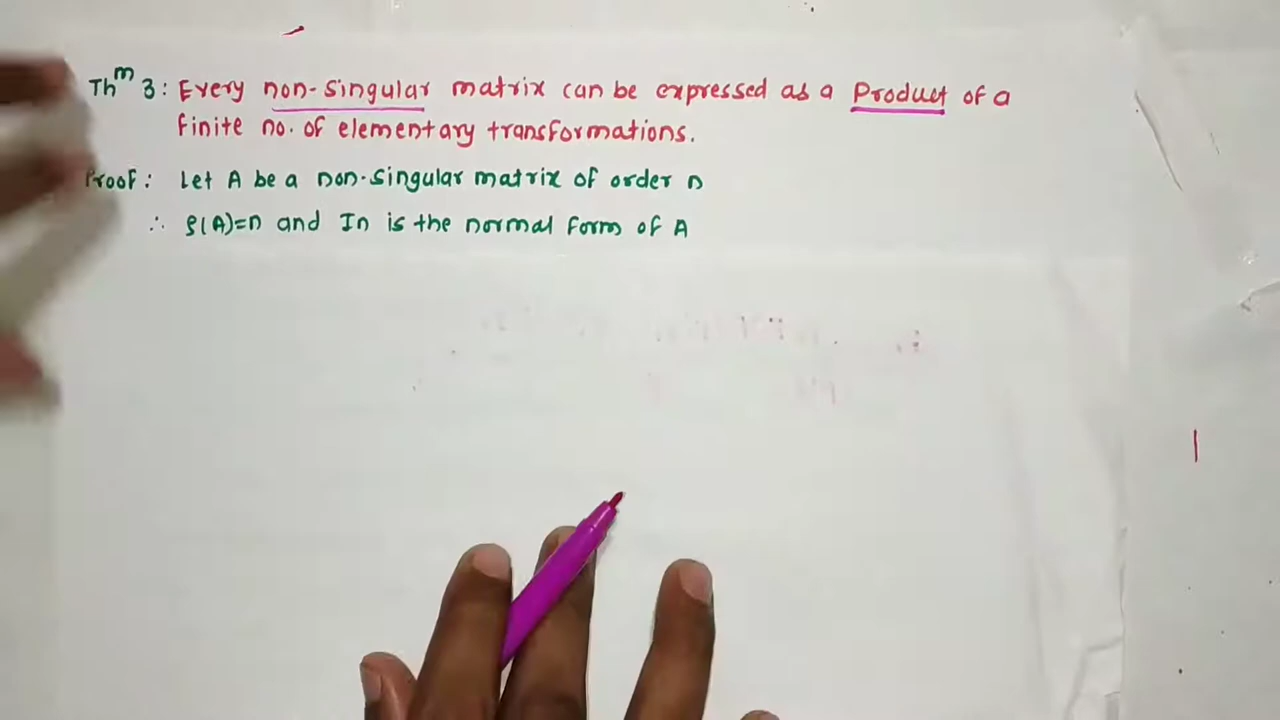 Thm 3: Every non-singular matrix can be expressed as a Product of a
finite no. of elementary transformations.
Proof: Let A be a non-singular matrix of order n
∴ ρ(A)=n and In is the normal form of A